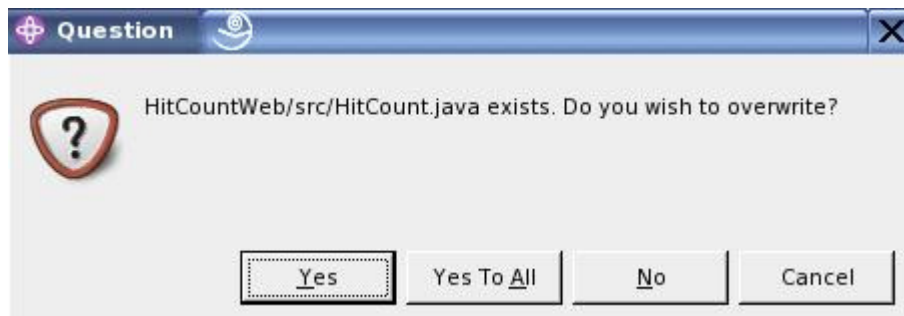 Question
HitCountWeb/src/HitCount.java exists. Do you wish to overwrite?
Yes
Yes To All
No
Cancel